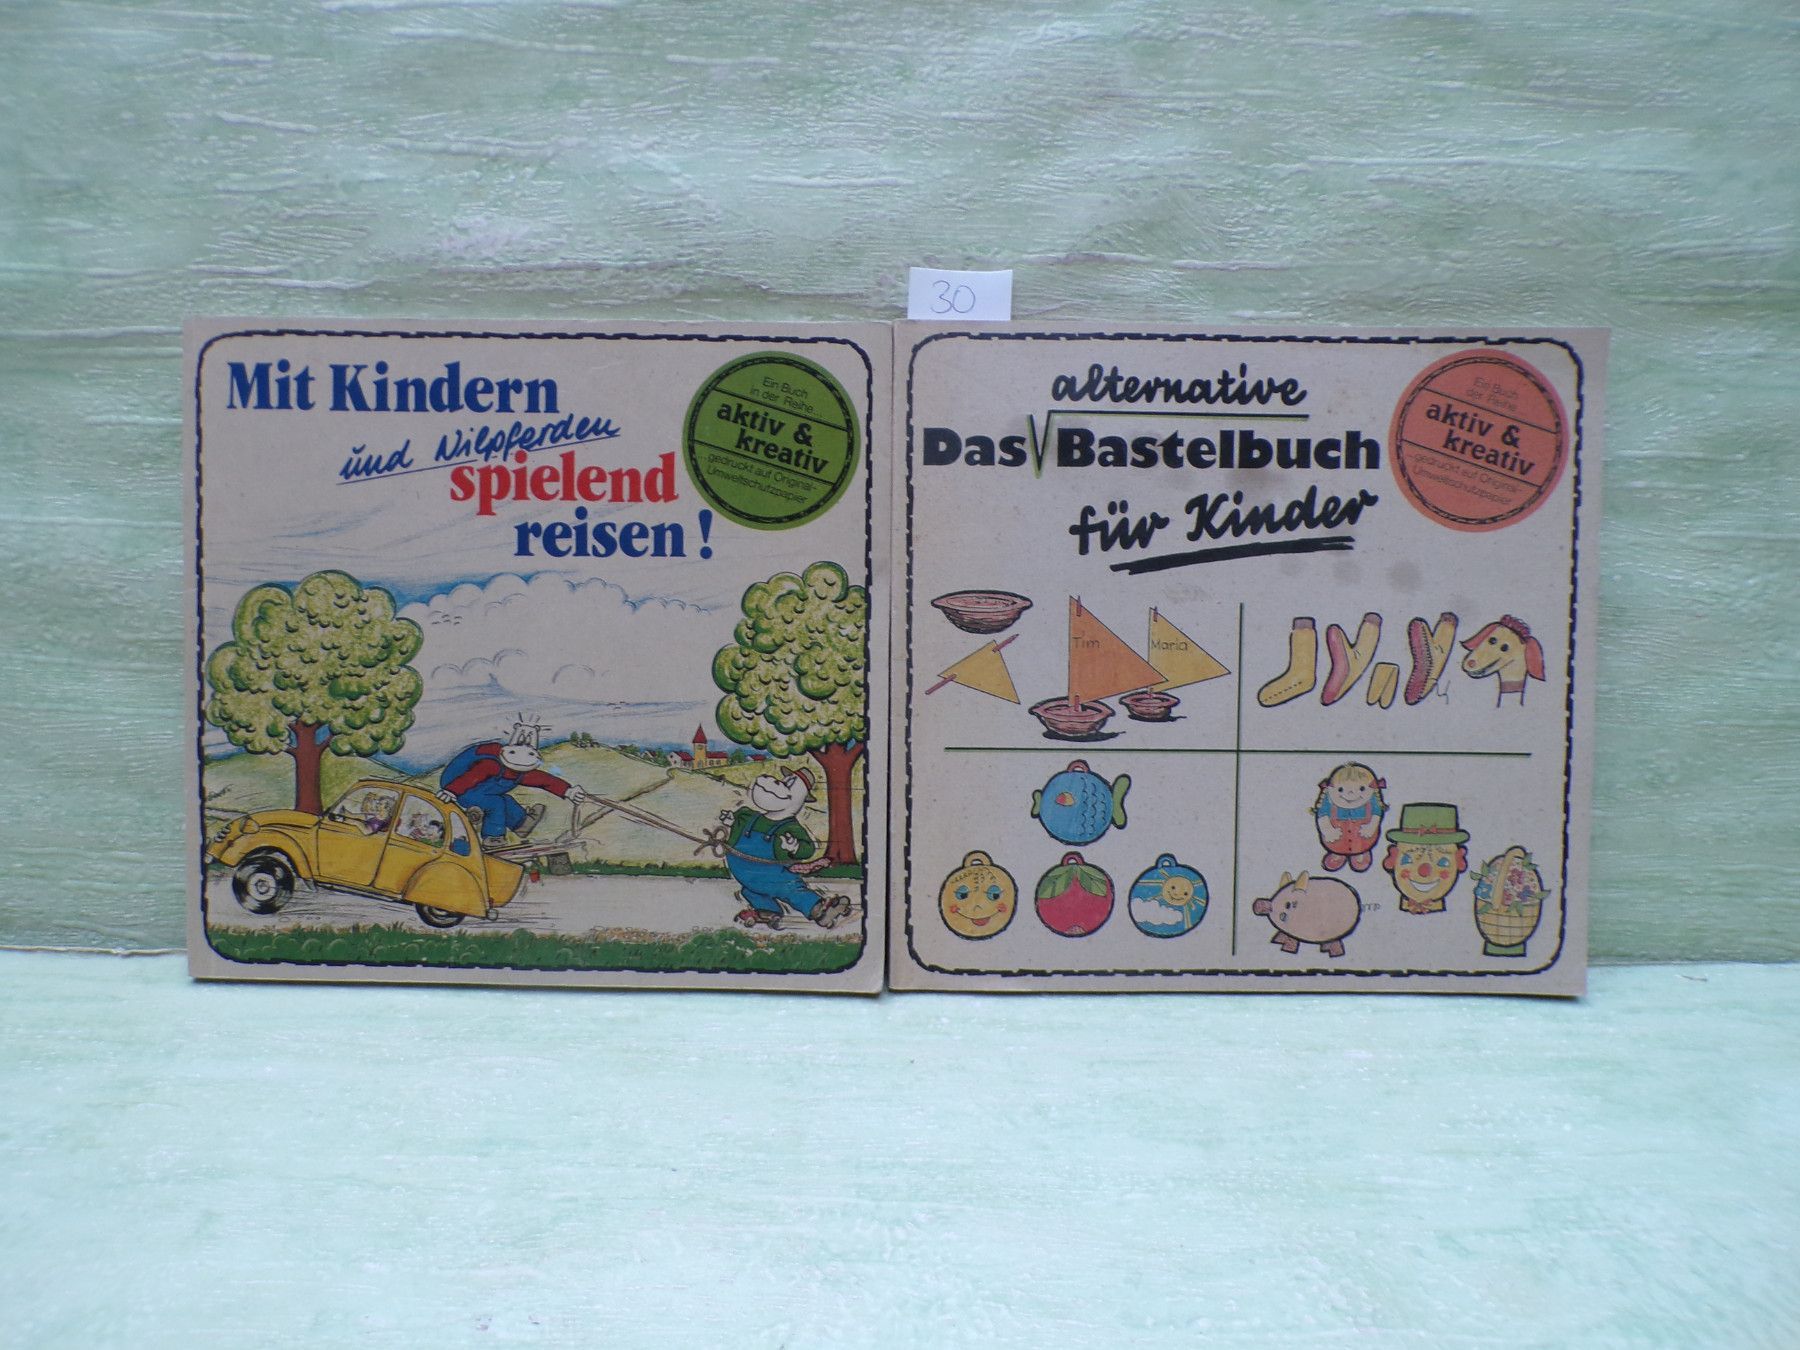 30
Mit Kindern
und Nilpferden
spielend
reisen!
Ein Buch
in der Reihe...
aktiv &
kreativ
...gedruckt auf Original-
Umweltschutzpapier
alternative
Das Bastelbuch
für Kinder
Ein Buch
der Reihe...
aktiv &
kreativ
...gedruckt auf Original-
Umweltschutzpapier
Tim
Maria